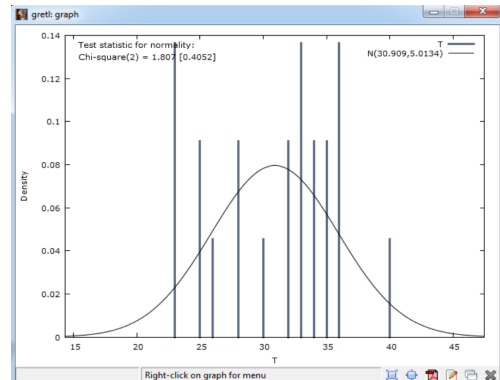 gretl: graph
Test statistic for normality:
Chi-square(2) = 1.807 [0.4052]
T
N(30.909,5.0134)
0.14
0.12
0.1
0.08
0.06
0.04
0.02
0
Density
15 20 25 30 35 40 45
T
Right-click on graph for menu